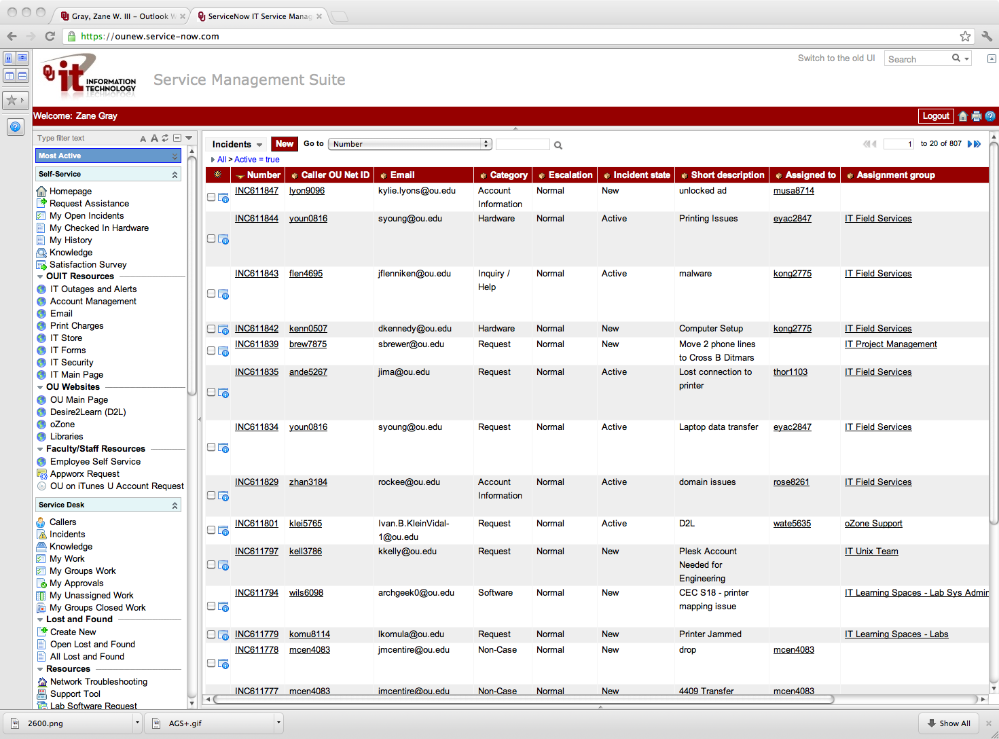 Gray, Zane W. III – Outlook W
ServiceNow IT Service Manag
https://ounew.service-now.com
Switch to the old UI
Search
OU it INFORMATION TECHNOLOGY
Service Management Suite
Welcome: Zane Gray
Logout
Type filter text
A A
Most Active
Self-Service
Homepage
Request Assistance
My Open Incidents
My Checked In Hardware
My History
Knowledge
Satisfaction Survey
OUIT Resources
IT Outages and Alerts
Account Management
Email
Print Charges
IT Store
IT Forms
IT Security
IT Main Page
OU Websites
OU Main Page
Desire2Learn (D2L)
oZone
Libraries
Faculty/Staff Resources
Employee Self Service
Appworx Request
OU on iTunes U Account Request
Service Desk
Callers
Incidents
Knowledge
My Work
My Groups Work
My Approvals
My Unassigned Work
My Groups Closed Work
Lost and Found
Create New
Open Lost and Found
All Lost and Found
Resources
Network Troubleshooting
Support Tool
Lab Software Request
Incidents New Go to Number 1 to 20 of 807
All > Active = true
Number Caller OU Net ID Email Category Escalation Incident state Short description Assigned to Assignment group
INC611847 lyon9096 kylie.lyons@ou.edu Account Normal New unlocked ad musa8714
Information
INC611844 youn0816 syoung@ou.edu Hardware Normal Active Printing Issues eyac2847 IT Field Services
INC611843 flen4695 jflenniken@ou.edu Inquiry / Normal Active malware kong2775 IT Field Services
Help
INC611842 kenn0507 dkennedy@ou.edu Hardware Normal New Computer Setup kong2775 IT Field Services
INC611839 brew7875 sbrewer@ou.edu Request Normal New Move 2 phone lines IT Project Management
to Cross B Ditmars
INC611835 ande5267 jima@ou.edu Request Normal Active Lost connection to thor1103 IT Field Services
printer
INC611834 youn0816 syoung@ou.edu Request Normal Active Laptop data transfer eyac2847 IT Field Services
INC611829 zhan3184 rockee@ou.edu Account Normal Active domain issues rose8261 IT Field Services
Information
INC611801 klei5765 Ivan.B.KleinVidal- Request Normal Active D2L wate5635 oZone Support
1@ou.edu
INC611797 kell3786 kkelly@ou.edu Request Normal New Plesk Account IT Unix Team
Needed for
Engineering
INC611794 wils6098 archgeek0@ou.edu Software Normal New CEC S18 - printer IT Learning Spaces - Lab Sys Admin
mapping issue
INC611779 komu8114 lkomula@ou.edu Request Normal New Printer Jammed IT Learning Spaces - Labs
INC611778 mcen4083 jmcentire@ou.edu Non-Case Normal New drop mcen4083
INC611777 mcen4083 jmcentire@ou.edu Non-Case Normal New 4409 Transfer mcen4083
2600.png
AGS+.gif
Show All